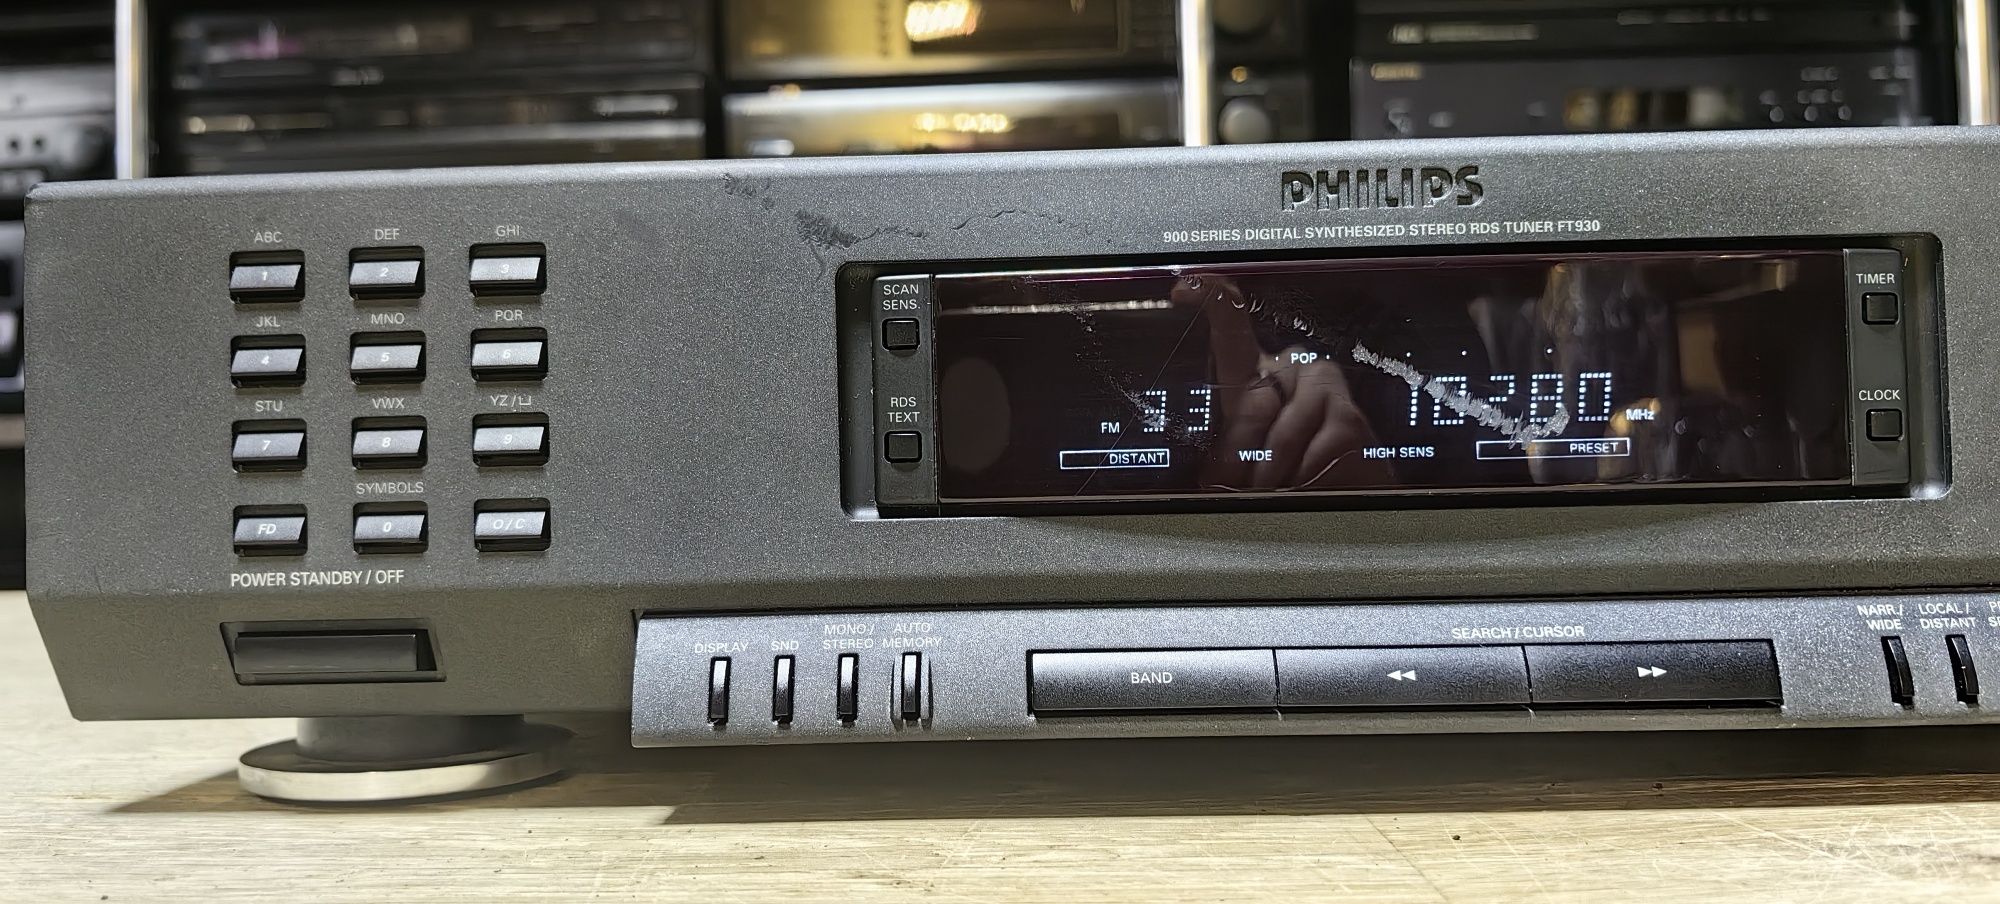 PHILIPS
900 SERIES DIGITAL SYNTHESIZED STEREO RDS TUNER FT930
ABC DEF GHI
1 2 3
JKL MNO PQR
4 5 6
STU VWX YZ/⌴
7 8 9
SYMBOLS
FD 0 O/C
POWER STANDBY / OFF
SCAN
SENS.
RDS
TEXT
POP
FM 93 MHz
DISTANT WIDE HIGH SENS PRESET
TIMER
CLOCK
DISPLAY SND MONO/
STEREO AUTO
MEMORY
SEARCH / CURSOR
BAND ◀◀ ▶▶
NARR./
WIDE LOCAL /
DISTANT